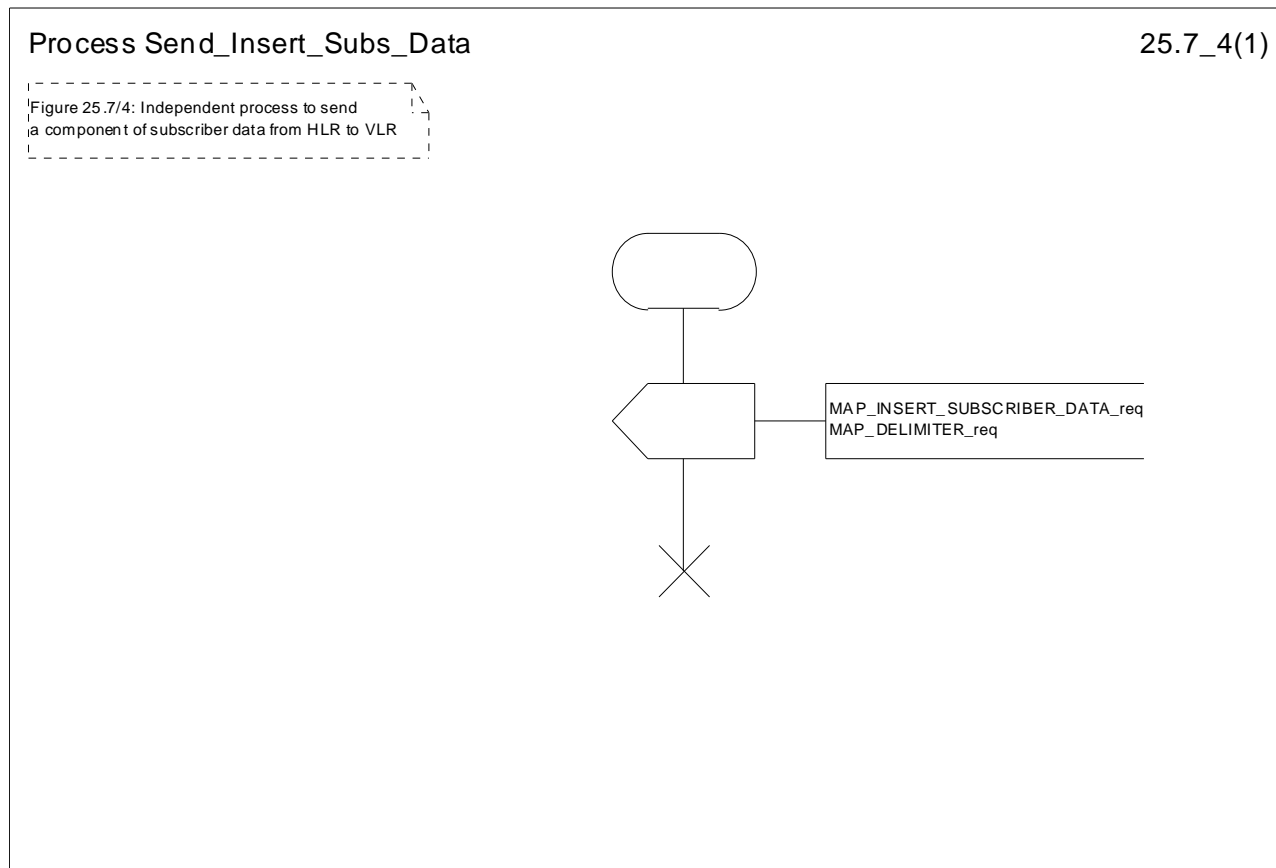 Process Send_Insert_Subs_Data
25.7_4(1)
Figure 25.7/4: Independent process to send
a component of subscriber data from HLR to VLR
MAP_INSERT_SUBSCRIBER_DATA_req
MAP_DELIMITER_req